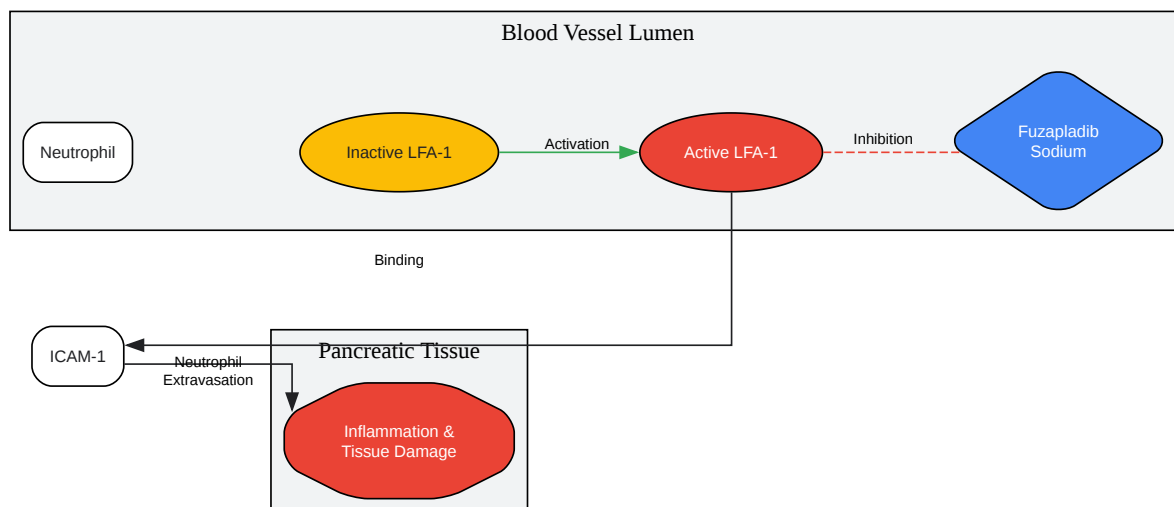 Blood Vessel Lumen
Neutrophil
Inactive LFA-1
Activation
Active LFA-1
Inhibition
Fuzapladib
Sodium
Binding
ICAM-1
Neutrophil
Extravasation
Pancreatic Tissue
Inflammation &
Tissue Damage